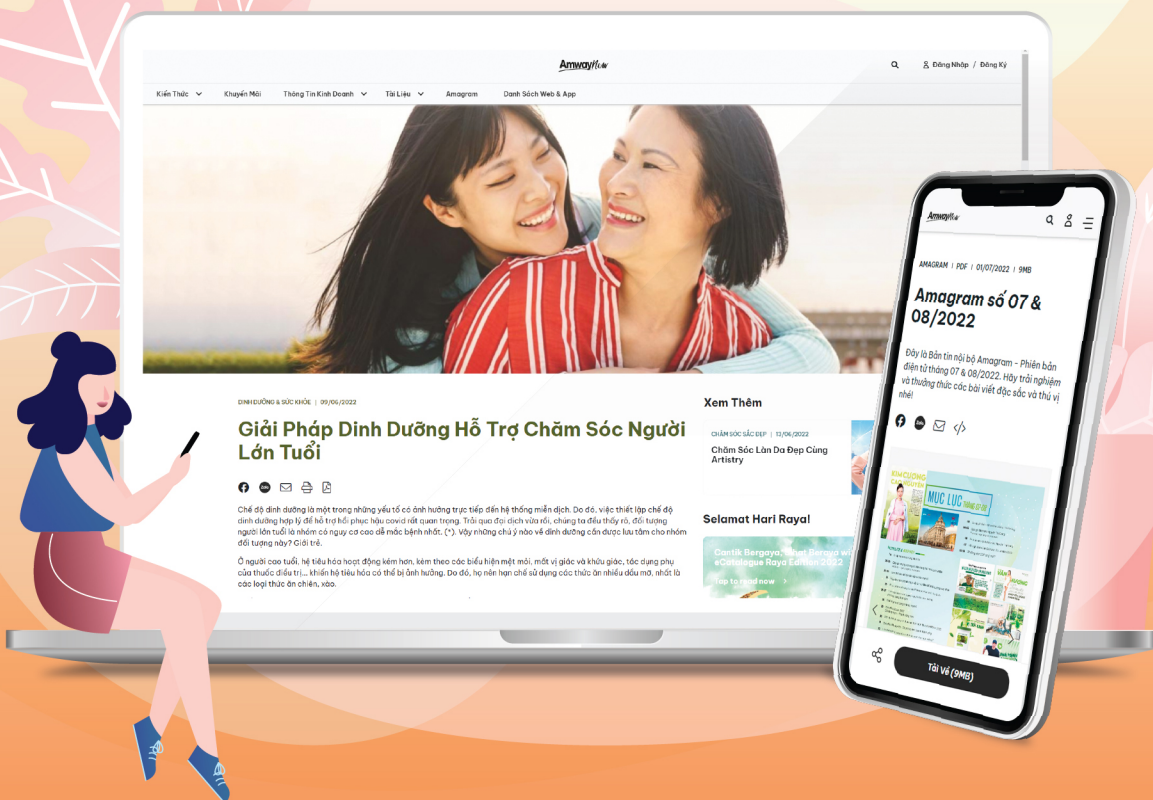 AmwayNow
Đăng Nhập / Đăng Ký
Kiến Thức
Khuyến Mãi
Thông Tin Kinh Doanh
Tài Liệu
Amagram
Danh Sách Web & App
DINH DƯỠNG & SỨC KHỎE | 09/06/2022
Giải Pháp Dinh Dưỡng Hỗ Trợ Chăm Sóc Người
Lớn Tuổi
Zalo
Chế độ dinh dưỡng là một trong những yếu tố có ảnh hưởng trực tiếp đến hệ thống miễn dịch. Do đó, việc thiết lập chế độ
dinh dưỡng hợp lý để hỗ trợ hồi phục hậu covid rất quan trọng. Trải qua đại dịch vừa rồi, chúng ta đều thấy rõ, đối tượng
người lớn tuổi là nhóm có nguy cơ cao dễ mắc bệnh nhất. (*). Vậy những chú ý nào về dinh dưỡng cần được lưu tâm cho nhóm
đối tượng này? Giới trẻ.
Ở người cao tuổi, hệ tiêu hóa hoạt động kém hơn, kèm theo các biểu hiện mệt mỏi, mất vị giác và khứu giác, tác dụng phụ
của thuốc điều trị... khiến hệ tiêu hóa có thể bị ảnh hưởng. Do đó, họ nên hạn chế sử dụng các thức ăn nhiều dầu mỡ, nhất là
các loại thức ăn chiên, xào.
Xem Thêm
CHĂM SÓC SẮC ĐẸP | 13/06/2022
Chăm Sóc Làn Da Đẹp Cùng
Artistry
Selamat Hari Raya!
Cantik Bergaya, What Beraya wi
eCatalogue Raya Edition 2022
Tap to read now
AmwayNow
AMAGRAM | PDF | 01/07/2022 | 9MB
Amagram số 07 &
08/2022
Đây là Bản tin nội bộ Amagram - Phiên bản
điện tử tháng 07 & 08/2022. Hãy trải nghiệm
và thưởng thức các bài viết đặc sắc và thú vị
nhé!
Zalo
KIM CƯƠNG
CAO NGUYÊN
MỤC LỤC
Tải Về (9MB)